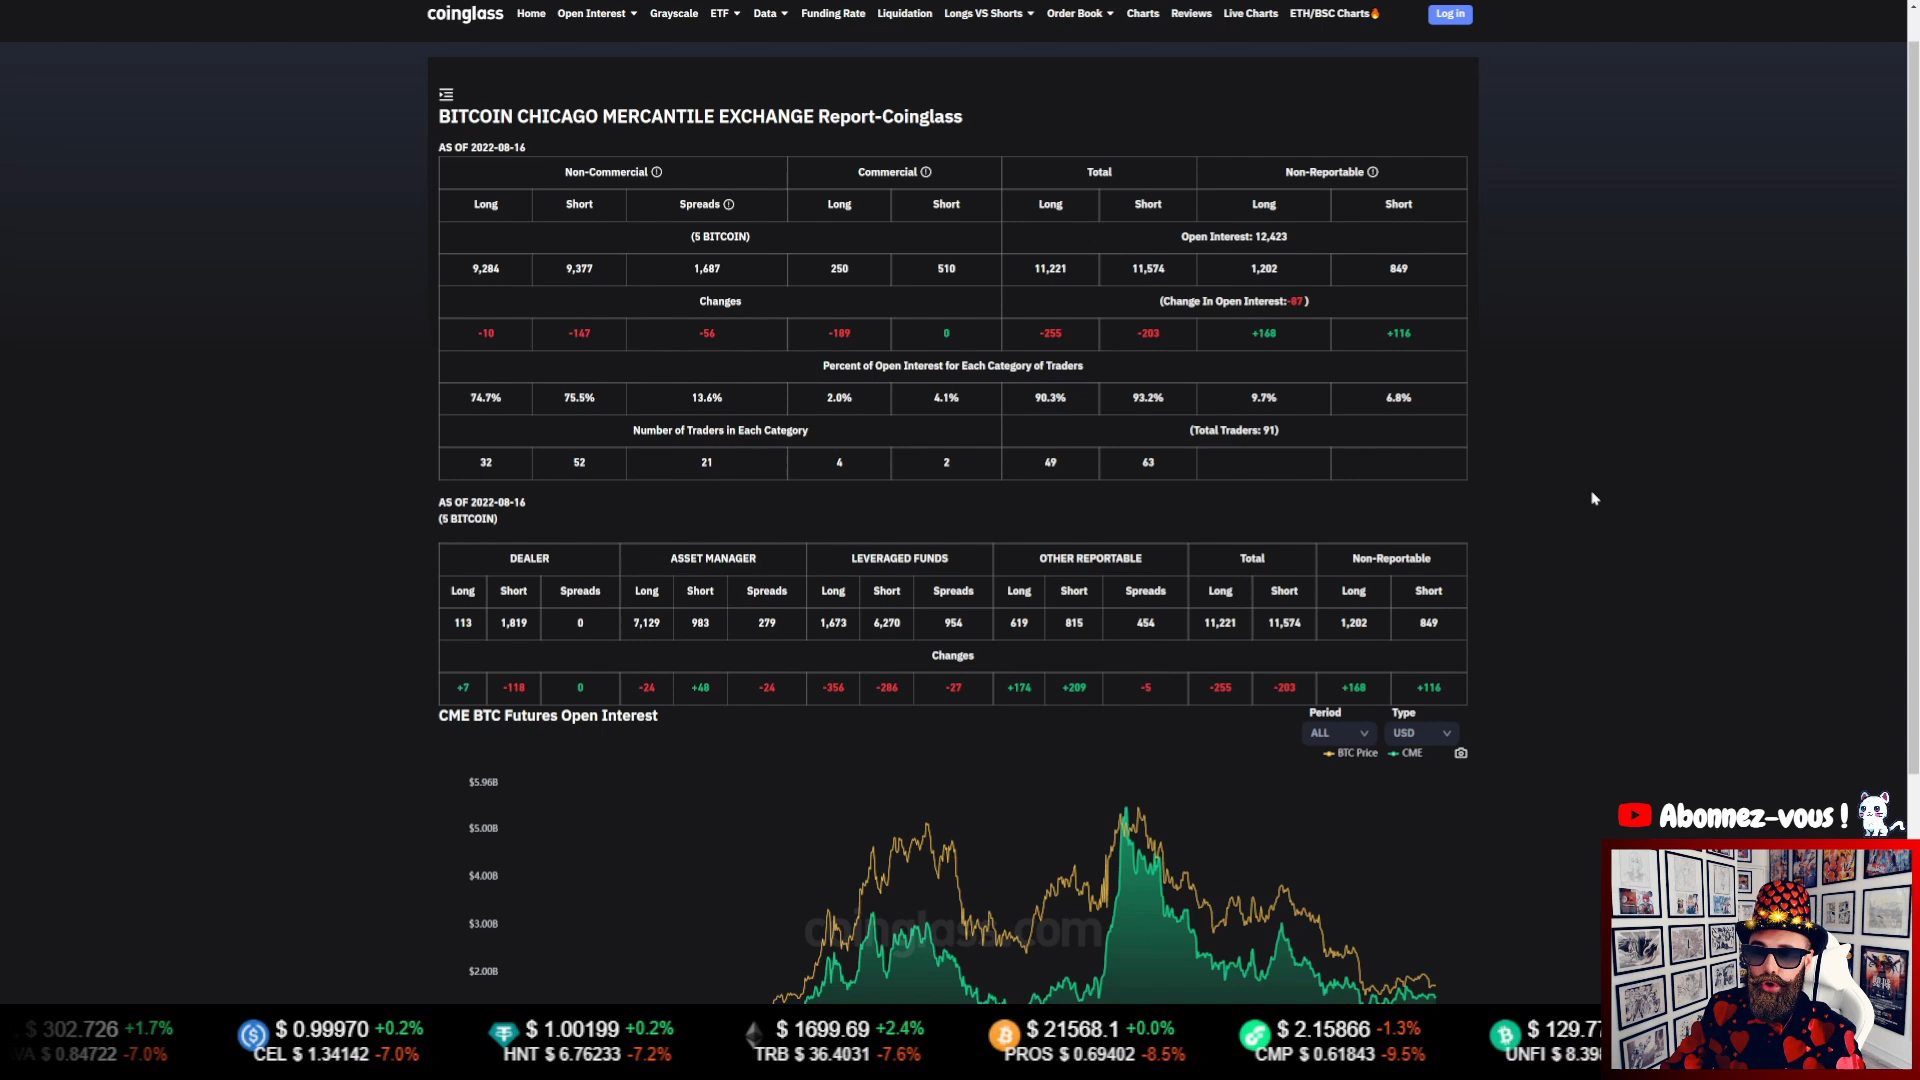 coinglass Home Open Interest Grayscale ETF Data Funding Rate Liquidation Longs VS Shorts Order Book Charts Reviews Live Charts ETH/BSC Charts🔥 Log in
BITCOIN CHICAGO MERCANTILE EXCHANGE Report-Coinglass
AS OF 2022-08-16
Non-Commercial Commercial Total Non-Reportable
Long Short Spreads Long Short Long Short Long Short
(5 BITCOIN) Open Interest: 12,423
9,284 9,377 1,687 250 510 11,221 11,574 1,202 849
Changes (Change In Open Interest:-87 )
-10 -147 -56 -189 0 -255 -203 +168 +116
Percent of Open Interest for Each Category of Traders
74.7% 75.5% 13.6% 2.0% 4.1% 90.3% 93.2% 9.7% 6.8%
Number of Traders in Each Category (Total Traders: 91)
32 52 21 4 2 49 63
AS OF 2022-08-16
(5 BITCOIN)
DEALER ASSET MANAGER LEVERAGED FUNDS OTHER REPORTABLE Total Non-Reportable
Long Short Spreads Long Short Spreads Long Short Spreads Long Short Spreads Long Short Long Short
113 1,819 0 7,129 983 279 1,673 6,270 954 619 815 454 11,221 11,574 1,202 849
Changes
+7 -118 0 -24 +48 -24 -356 -286 -27 +174 +209 -5 -255 -203 +168 +116
CME BTC Futures Open Interest
Period Type
ALL USD
BTC Price CME
$5.96B
$5.00B
$4.00B
$3.00B
$2.00B
coinglass.com
Abonnez-vous !
$ 302.726 +1.7% $ 0.99970 +0.2% $ 1.00199 +0.2% $ 1699.69 +2.4% $ 21568.1 +0.0% $ 2.15866 -1.3% $ 129.77
$ 0.84722 -7.0% CEL $ 1.34142 -7.0% HNT $ 6.76233 -7.2% TRB $ 36.4031 -7.6% PROS $ 0.69402 -8.5% CMP $ 0.61843 -9.5% UNFI $ 8.398